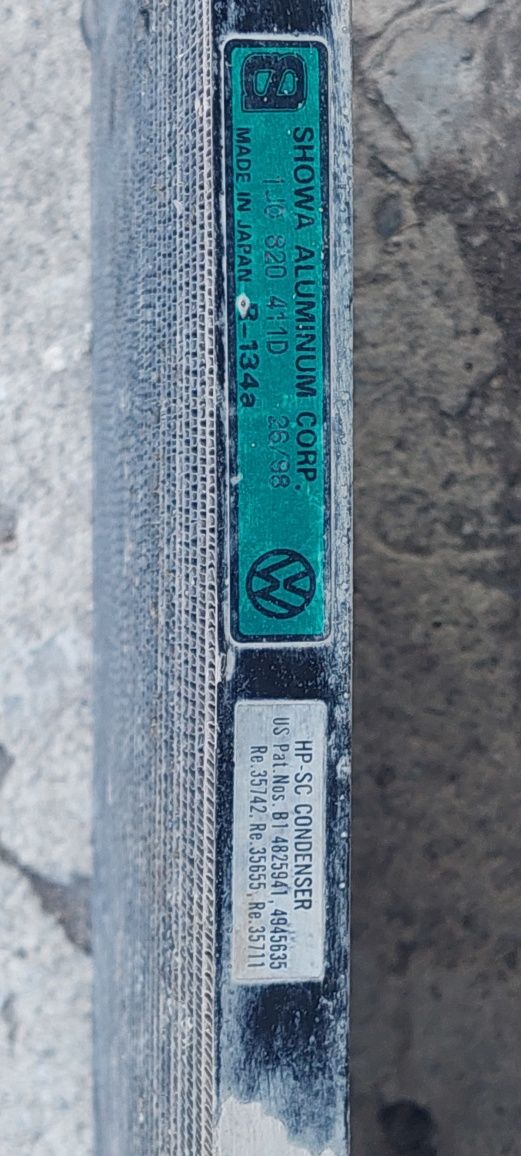 SHOWA ALUMINUM CORP.
1J0 820 411D 26/98
MADE IN JAPAN R-134a
HP-SC CONDENSER
US Pat.Nos. B1 4825941, 4945635
Re.35742, Re.35655, Re.35711